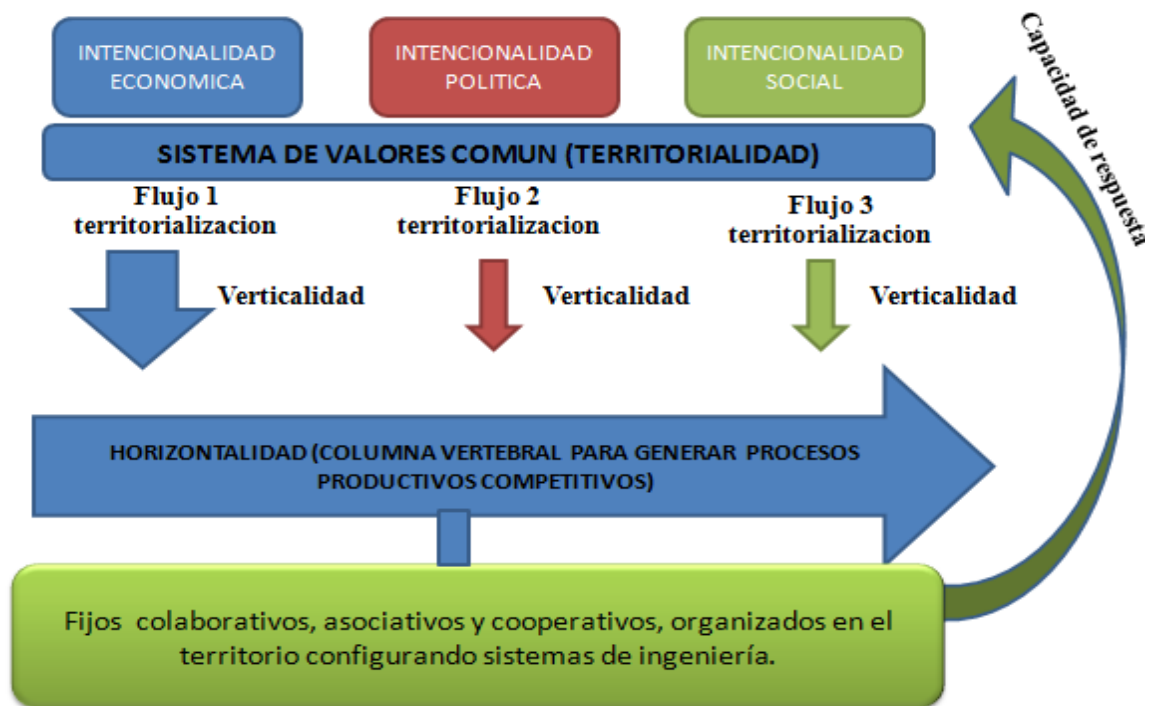 INTENCIONALIDAD
ECONOMICA
INTENCIONALIDAD
POLITICA
INTENCIONALIDAD
SOCIAL
Capacidad de respuesta
SISTEMA DE VALORES COMUN (TERRITORIALIDAD)
Flujo 1
territorializacion
Flujo 2
territorializacion
Flujo 3
territorializacion
Verticalidad
Verticalidad
Verticalidad
HORIZONTALIDAD (COLUMNA VERTEBRAL PARA GENERAR PROCESOS
PRODUCTIVOS COMPETITIVOS)
Fijos colaborativos, asociativos y cooperativos, organizados en el
territorio configurando sistemas de ingeniería.